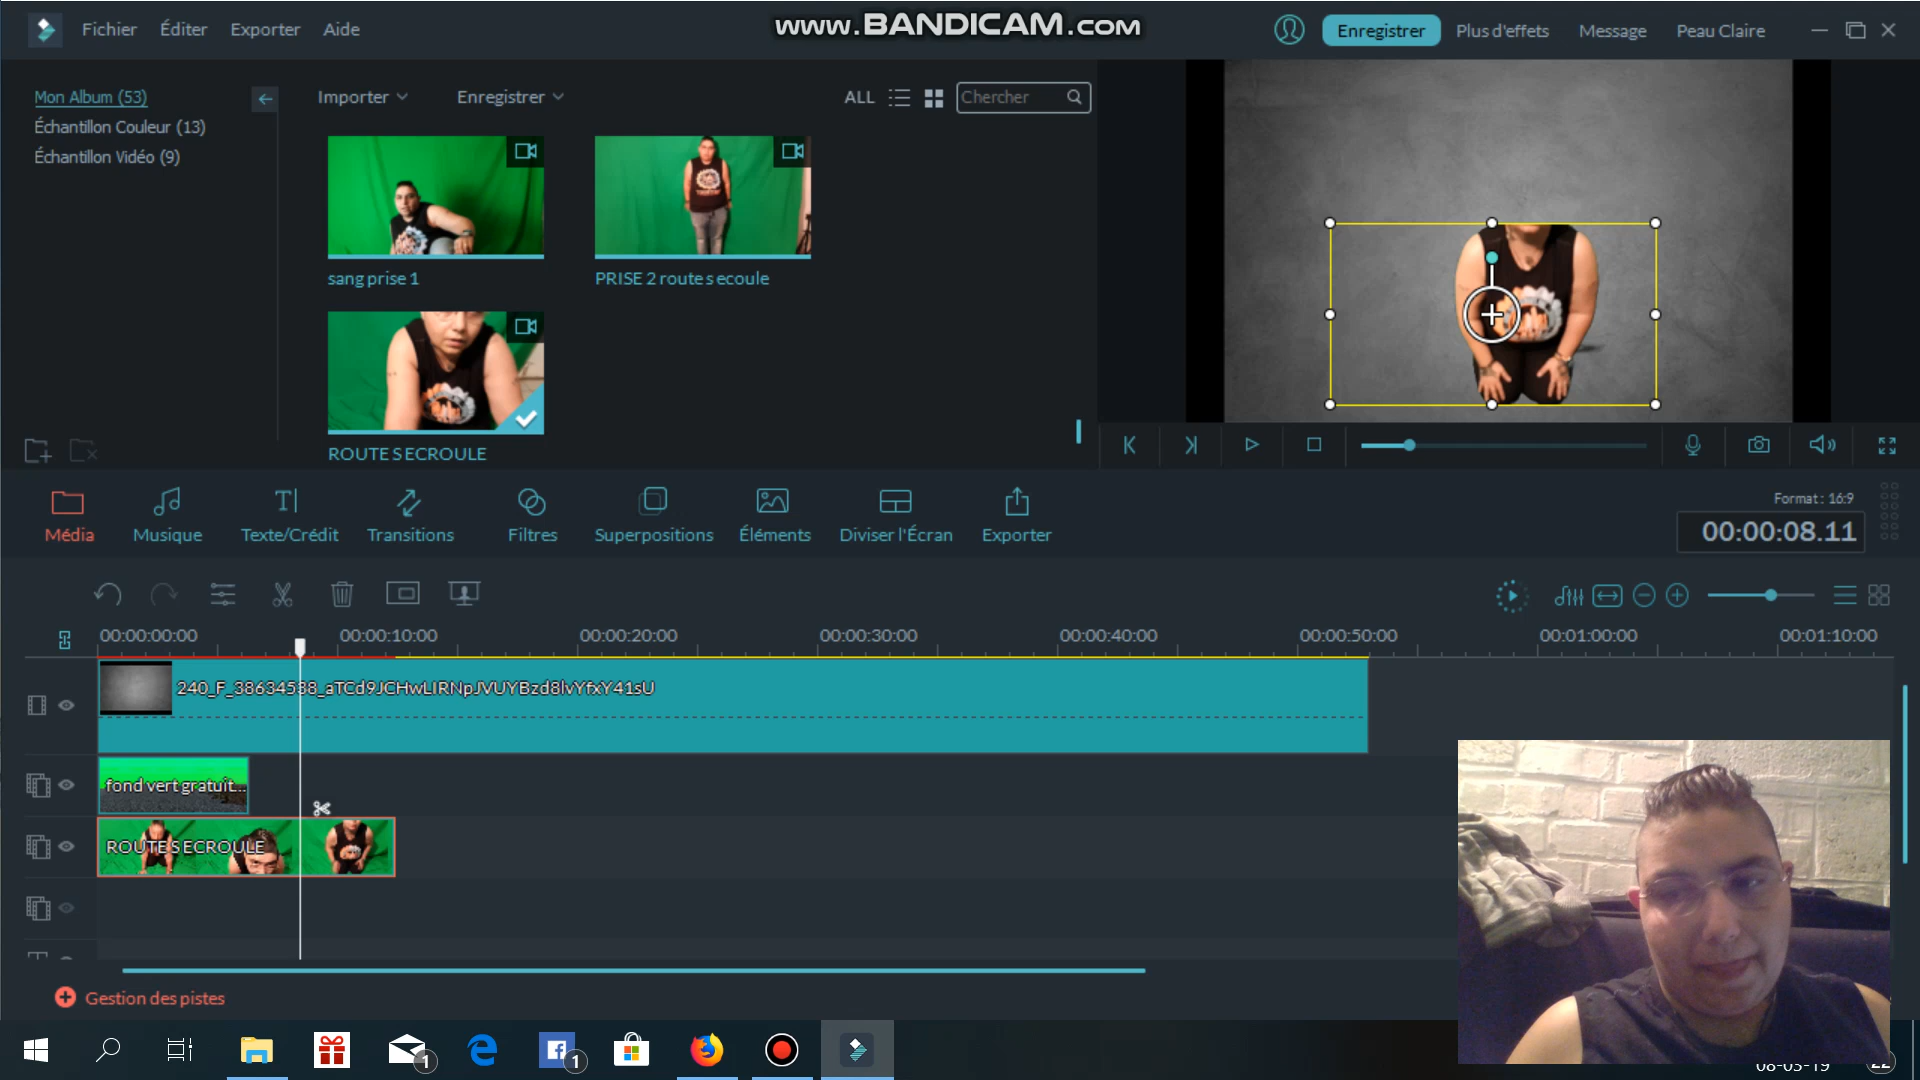 www.BANDICAM.com
Fichier Éditer Exporter Aide
Enregistrer Plus d'effets Message Peau Claire
Mon Album (53)
Échantillon Couleur (13)
Échantillon Vidéo (9)
Importer Enregistrer ALL Chercher
sang prise 1
PRISE 2 route s ecoule
ROUTE S ECROULE
Média Musique Texte/Crédit Transitions Filtres Superpositions Éléments Diviser l'Écran Exporter
Format : 16:9
00:00:08.11
00:00:00:00 00:00:10:00 00:00:20:00 00:00:30:00 00:00:40:00 00:00:50:00 00:01:00:00 00:01:10:00
fond vert gratuit...
ROUTE S ECROULE
Gestion des pistes
1
1